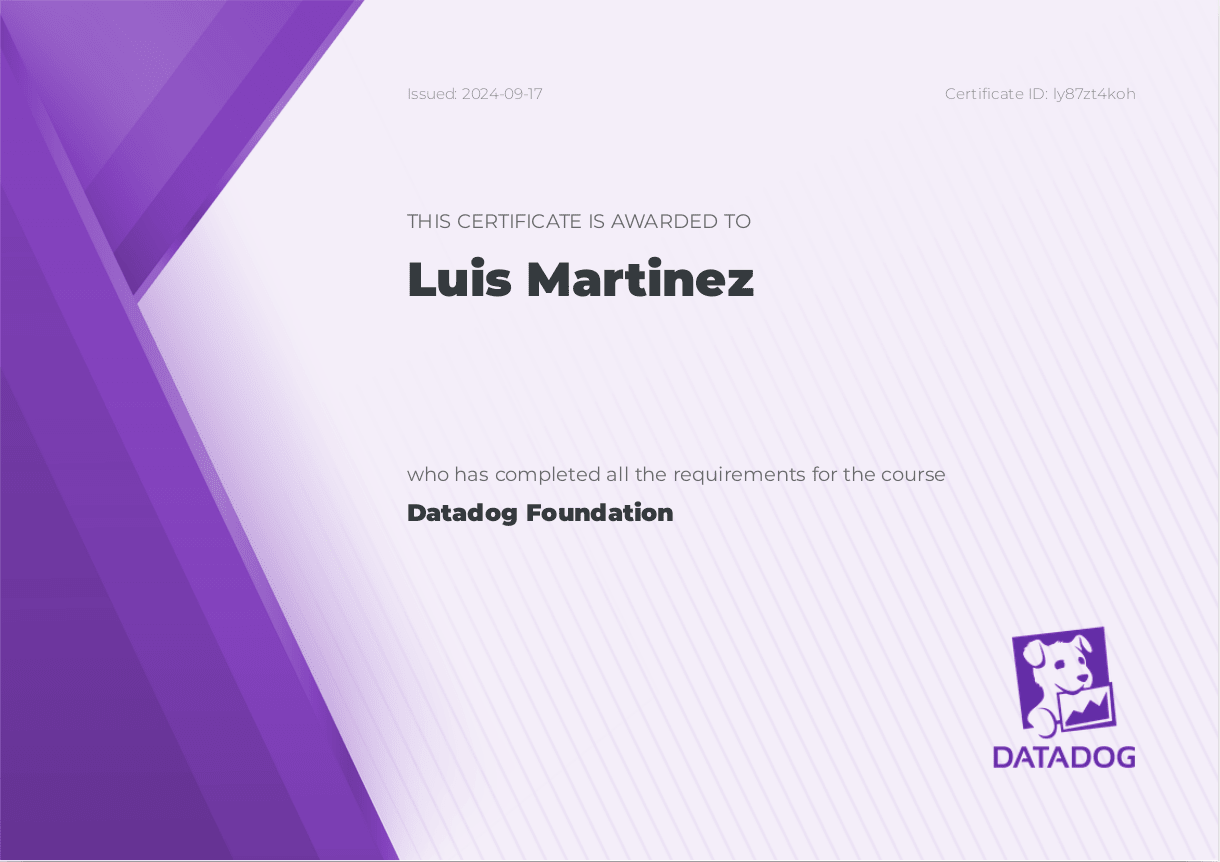 Issued: 2024-09-17
Certificate ID: ly87zt4koh
THIS CERTIFICATE IS AWARDED TO
Luis Martinez
who has completed all the requirements for the course
Datadog Foundation
DATADOG